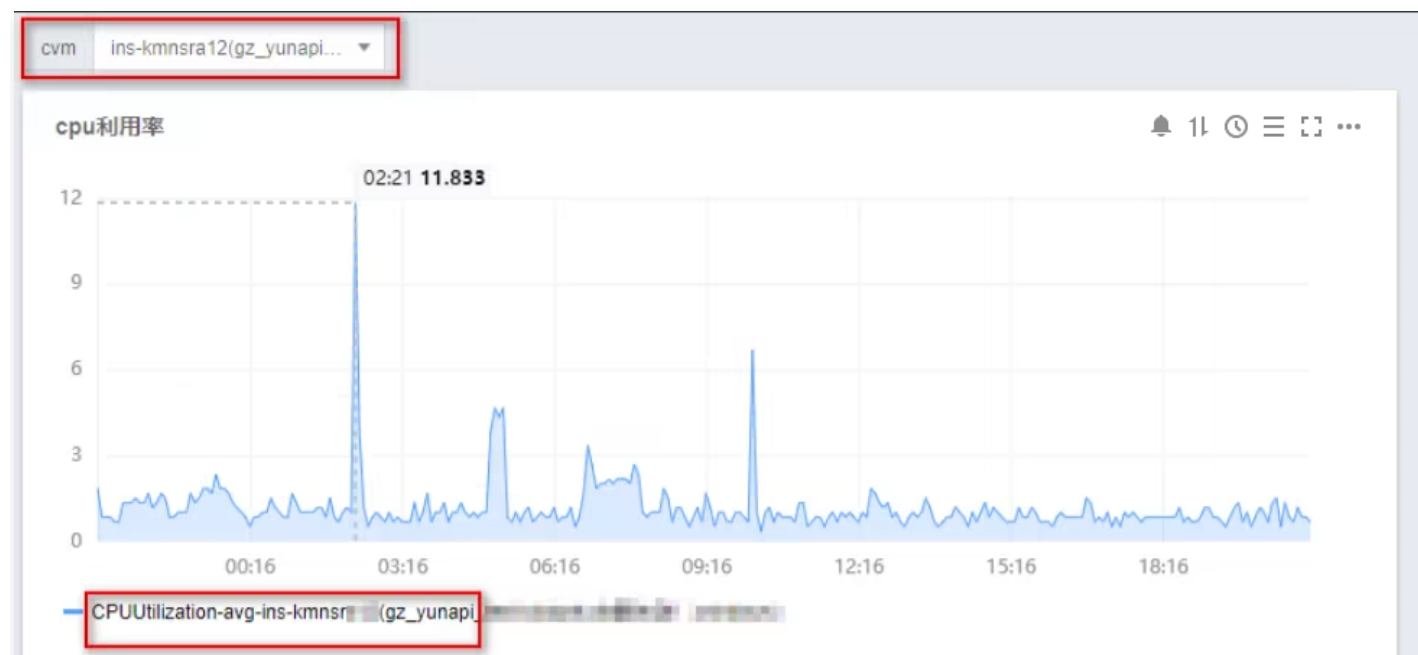 cvm ins-kmnsra12(gz_yunapi...
cpu利用率
02:21 11.833
12
9
6
3
0
00:16 03:16 06:16 09:16 12:16 15:16 18:16
CPUUtilization-avg-ins-kmnsr (gz_yunapi_